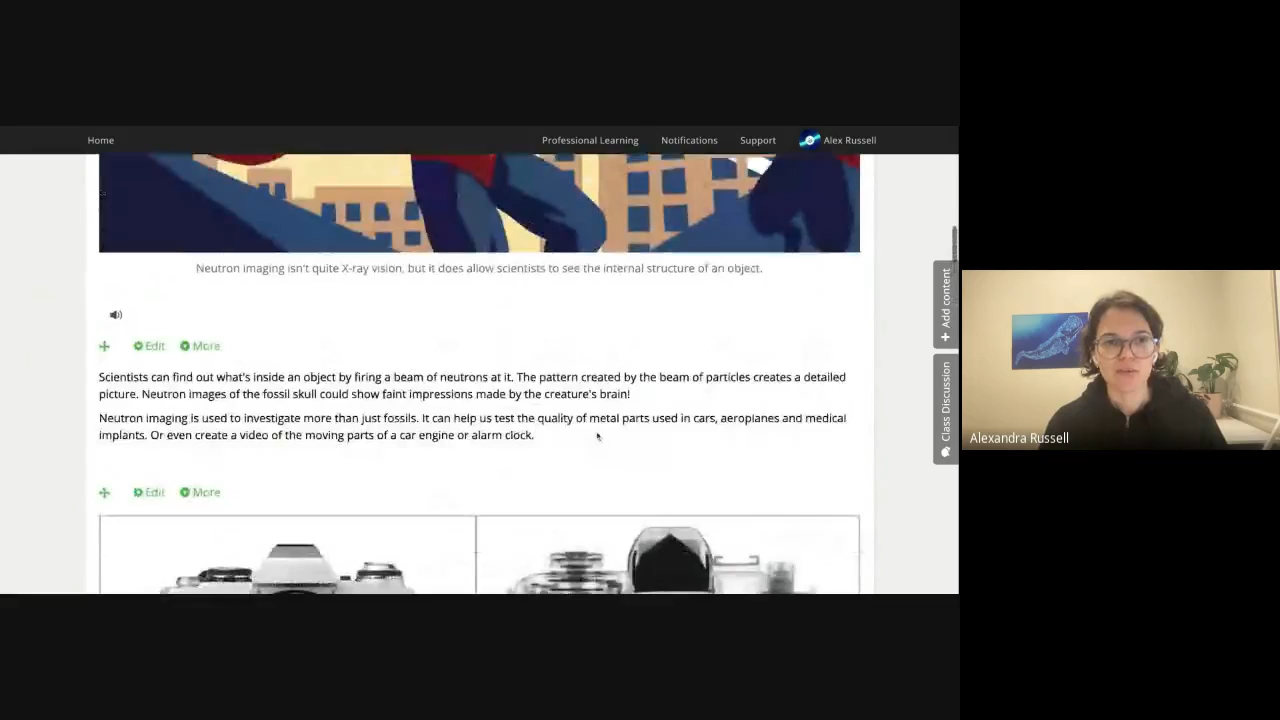 Home
Professional Learning
Notifications
Support
Alex Russell
Neutron imaging isn't quite X-ray vision, but it does allow scientists to see the internal structure of an object.
Edit
More
Scientists can find out what's inside an object by firing a beam of neutrons at it. The pattern created by the beam of particles creates a detailed
picture. Neutron images of the fossil skull could show faint impressions made by the creature's brain!
Neutron imaging is used to investigate more than just fossils. It can help us test the quality of metal parts used in cars, aeroplanes and medical
implants. Or even create a video of the moving parts of a car engine or alarm clock.
Edit
More
Add content
Class Discussion
Alexandra Russell